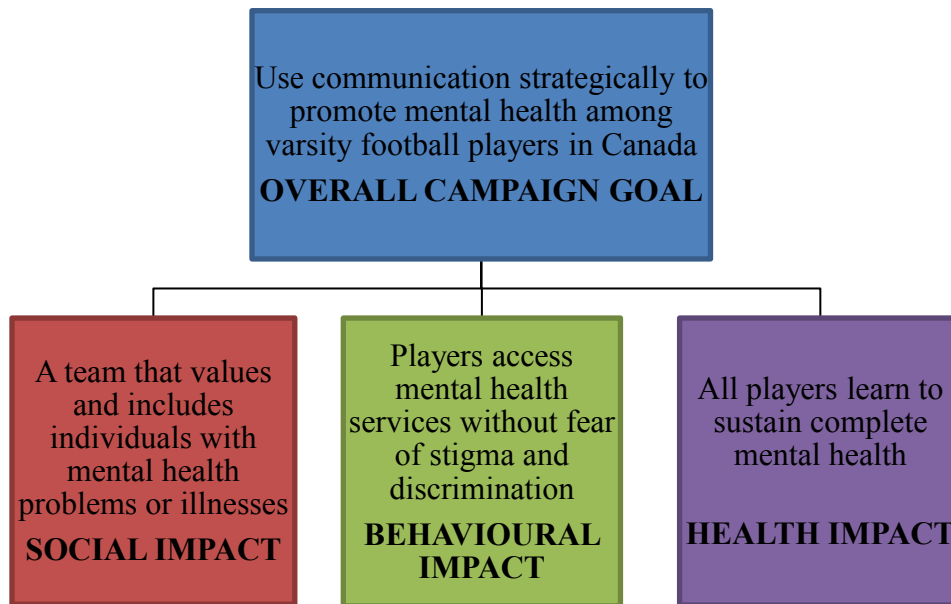 Use communication strategically to
promote mental health among
varsity football players in Canada
OVERALL CAMPAIGN GOAL
A team that values
and includes
individuals with
mental health
problems or illnesses
SOCIAL IMPACT
Players access
mental health
services without fear
of stigma and
discrimination
BEHAVIOURAL
IMPACT
All players learn to
sustain complete
mental health
HEALTH IMPACT